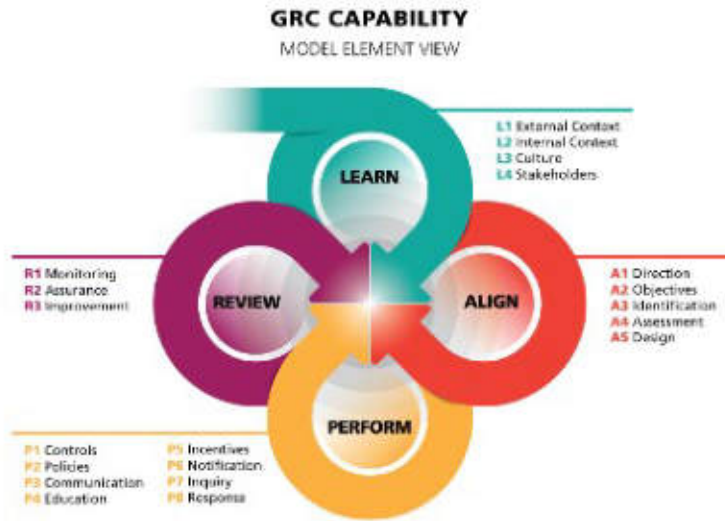 GRC CAPABILITY
MODEL ELEMENT VIEW
LEARN
L1 External Context
L2 Internal Context
L3 Culture
L4 Stakeholders
REVIEW
R1 Monitoring
R2 Assurance
R3 Improvement
ALIGN
A1 Direction
A2 Objectives
A3 Identification
A4 Assessment
A5 Design
PERFORM
P1 Controls
P2 Policies
P3 Communication
P4 Education
P5 Incentives
P6 Notification
P7 Inquiry
P8 Response